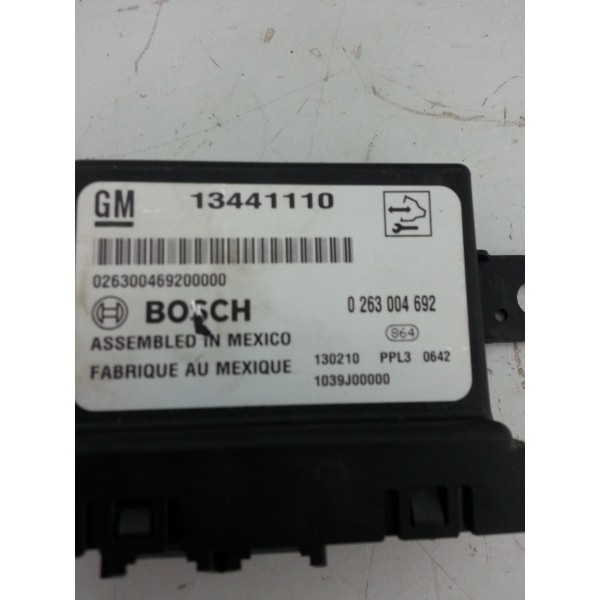 GM 13441110
026300469200000
BOSCH 0 263 004 692
ASSEMBLED IN MEXICO 864
FABRIQUE AU MEXIQUE 130210 PPL3 0642
1039J00000